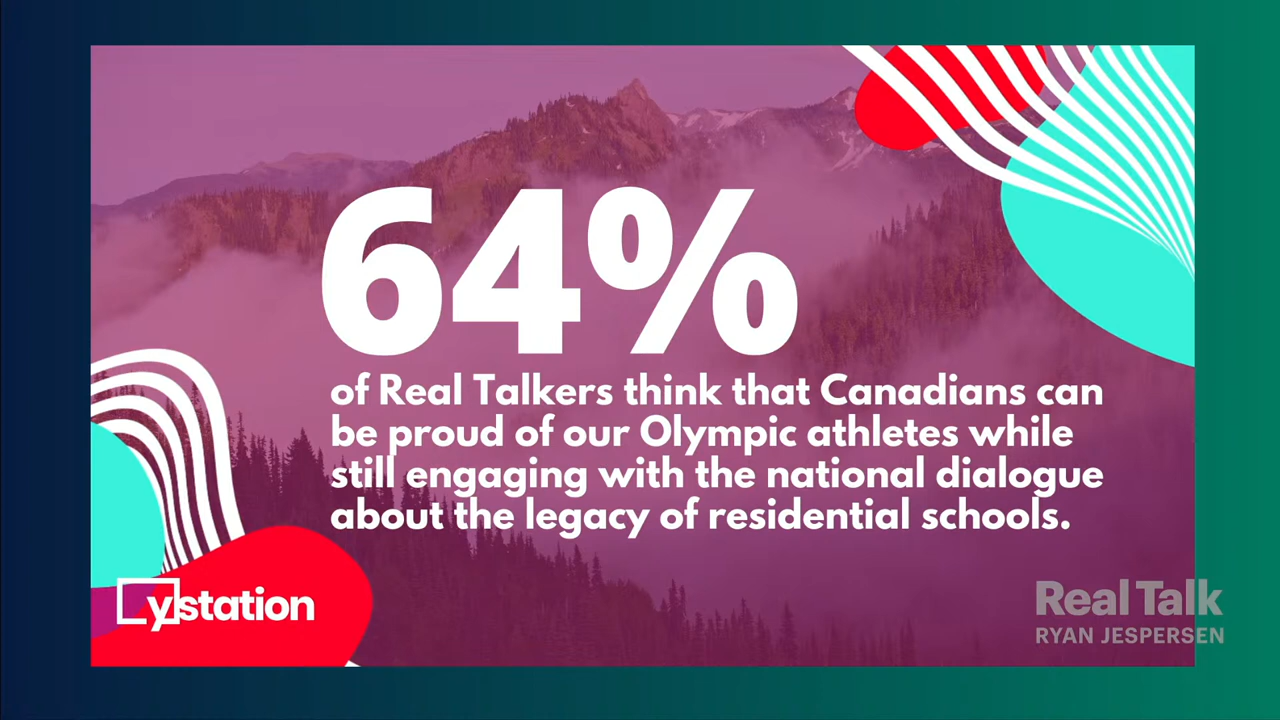 64%
of Real Talkers think that Canadians can
be proud of our Olympic athletes while
still engaging with the national dialogue
about the legacy of residential schools.
ystation
Real Talk
RYAN JESPERSEN